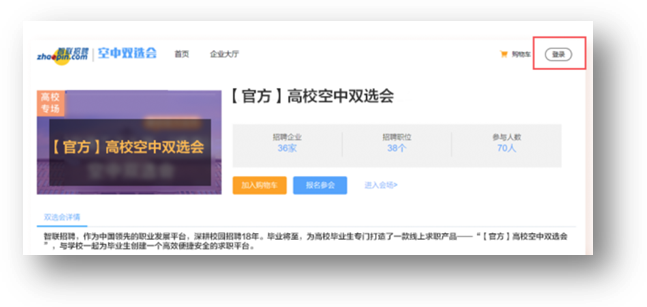 智联招聘
zhaopin.com
空中双选会 首页 企业大厅 购物车 登录
高校
专场
【官方】高校空中双选会
【官方】高校空中双选会
招聘企业 招聘职位 参与人数
36家 38个 70人
加入购物车 报名参会 进入会场>
双选会详情
智联招聘，作为中国领先的职业发展平台，深耕校园招聘18年。毕业将至，为高校毕业生专门打造了一款线上求职产品——“【官方】高校空中双选会
”，与学校一起为毕业生创建一个高效便捷安全的求职平台。